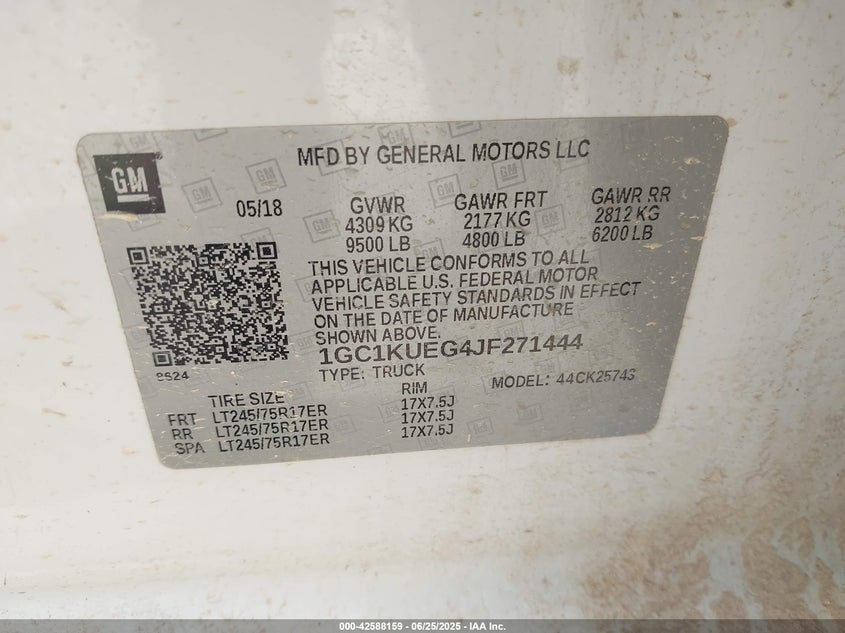 GM
MFD BY GENERAL MOTORS LLC
05/18 GVWR GAWR FRT GAWR RR
4309 KG 2177 KG 2812 KG
9500 LB 4800 LB 6200 LB
THIS VEHICLE CONFORMS TO ALL
APPLICABLE U.S. FEDERAL MOTOR
VEHICLE SAFETY STANDARDS IN EFFECT
ON THE DATE OF MANUFACTURE
SHOWN ABOVE.
1GC1KUEG4JF271444
8S24
TYPE: TRUCK MODEL: 44CK25743
TIRE SIZE RIM
FRT LT245/75R17ER 17X7.5J
RR LT245/75R17ER 17X7.5J
SPA LT245/75R17ER 17X7.5J
000-42588159 - 06/25/2025 - IAA Inc.